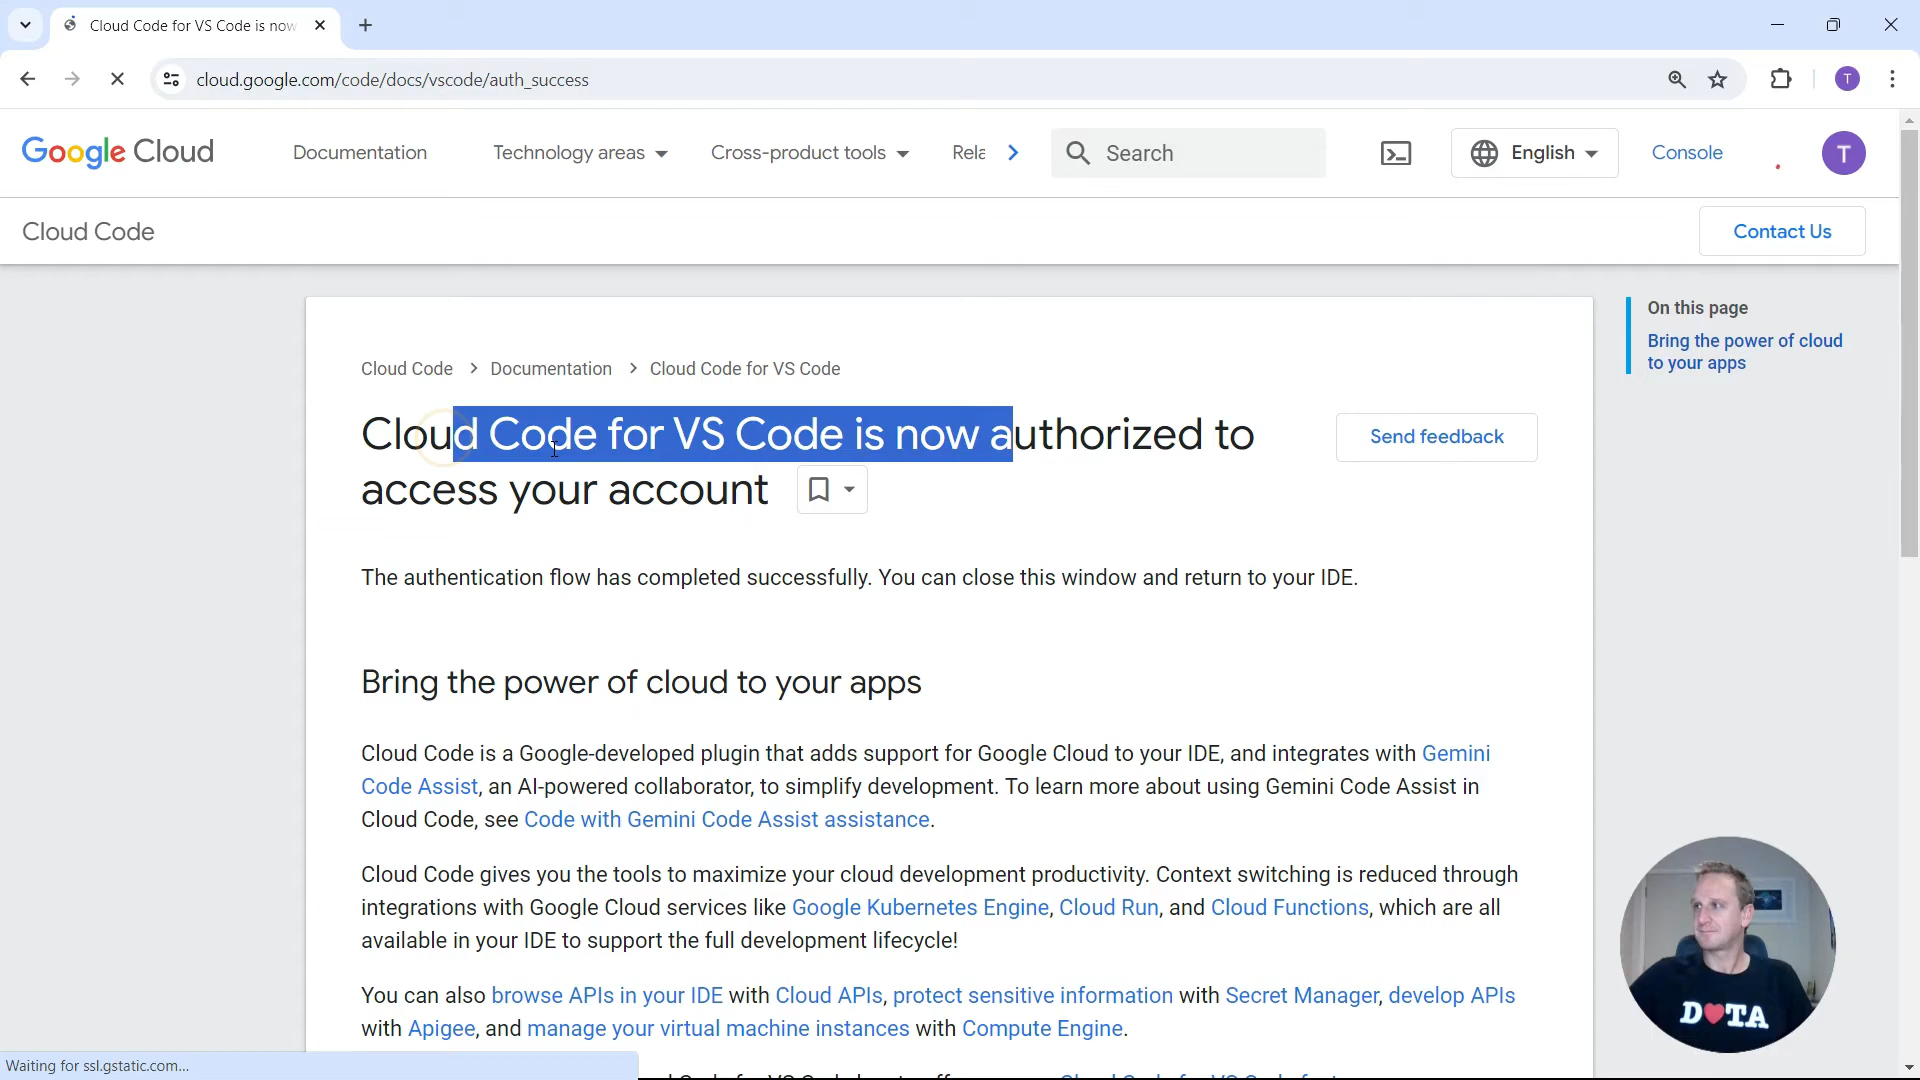 Cloud Code for VS Code is now
cloud.google.com/code/docs/vscode/auth_success
T
Google Cloud
Documentation
Technology areas
Cross-product tools
Rela
Search
English
Console
T
Cloud Code
Contact Us
On this page
Bring the power of cloud
to your apps
Cloud Code > Documentation > Cloud Code for VS Code
Cloud Code for VS Code is now authorized to
access your account
Send feedback
The authentication flow has completed successfully. You can close this window and return to your IDE.
Bring the power of cloud to your apps
Cloud Code is a Google-developed plugin that adds support for Google Cloud to your IDE, and integrates with Gemini
Code Assist, an AI-powered collaborator, to simplify development. To learn more about using Gemini Code Assist in
Cloud Code, see Code with Gemini Code Assist assistance.
Cloud Code gives you the tools to maximize your cloud development productivity. Context switching is reduced through
integrations with Google Cloud services like Google Kubernetes Engine, Cloud Run, and Cloud Functions, which are all
available in your IDE to support the full development lifecycle!
You can also browse APIs in your IDE with Cloud APIs, protect sensitive information with Secret Manager, develop APIs
with Apigee, and manage your virtual machine instances with Compute Engine.
D♥TA
Waiting for ssl.gstatic.com...